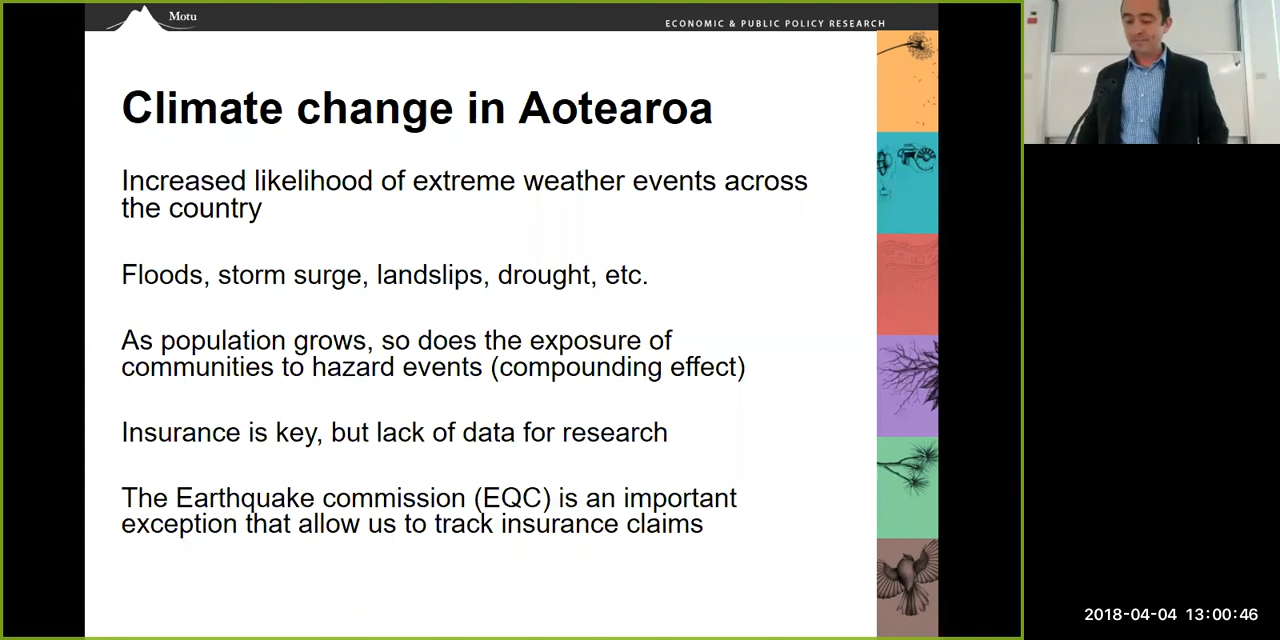 Motu
ECONOMIC & PUBLIC POLICY RESEARCH
Climate change in Aotearoa
Increased likelihood of extreme weather events across
the country
Floods, storm surge, landslips, drought, etc.
As population grows, so does the exposure of
communities to hazard events (compounding effect)
Insurance is key, but lack of data for research
The Earthquake commission (EQC) is an important
exception that allow us to track insurance claims
2018-04-04 13:00:46